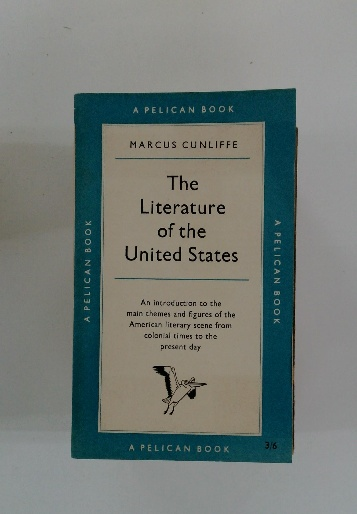 A PELICAN BOOK
MARCUS CUNLIFFE
The
Literature
of the
United States
An introduction to the
main themes and figures of the
American literary scene from
colonial times to the
present day
A PELICAN BOOK
A PELICAN BOOK
A PELICAN BOOK
3/6